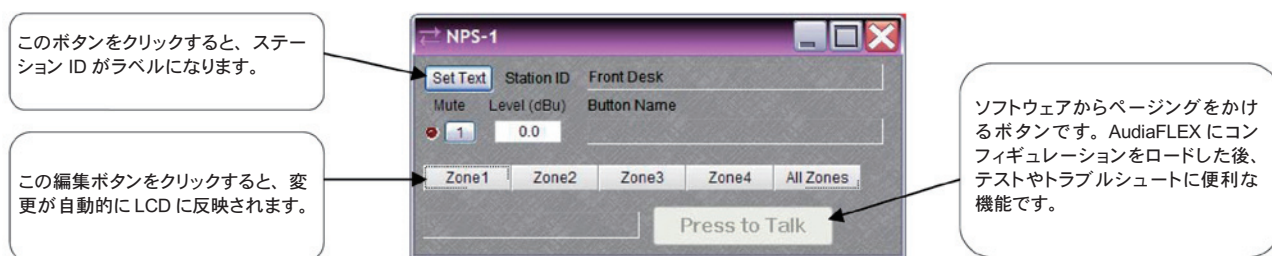 このボタンをクリックすると、ステー
ション ID がラベルになります。
この編集ボタンをクリックすると、変
更が自動的に LCD に反映されます。
NPS-1
Set Text Station ID Front Desk
Mute Level (dBu) Button Name
1 0.0
Zone1 Zone2 Zone3 Zone4 All Zones
Press to Talk
ソフトウェアからページングをかけ
るボタンです。AudiaFLEX にコン
フィギュレーションをロードした後、
テストやトラブルシュートに便利な
機能です。